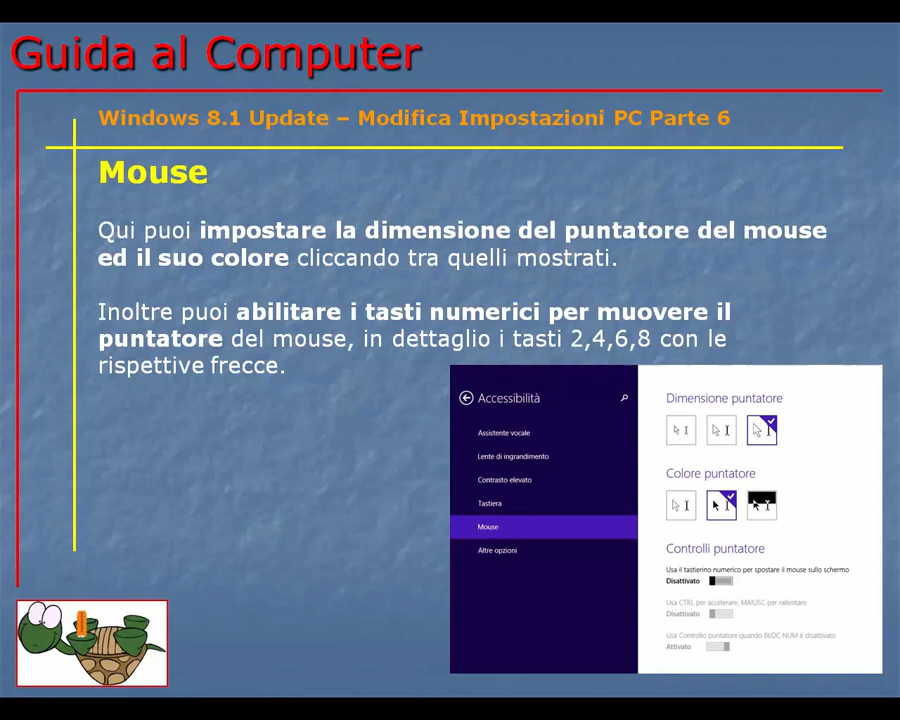 Guida al Computer
Windows 8.1 Update – Modifica Impostazioni PC Parte 6
Mouse
Qui puoi impostare la dimensione del puntatore del mouse
ed il suo colore cliccando tra quelli mostrati.
Inoltre puoi abilitare i tasti numerici per muovere il
puntatore del mouse, in dettaglio i tasti 2,4,6,8 con le
rispettive frecce.
Accessibilità
Assistente vocale
Lente di ingrandimento
Contrasto elevato
Tastiera
Mouse
Altre opzioni
Dimensione puntatore
Colore puntatore
Controlli puntatore
Usa il tastierino numerico per spostare il mouse sullo schermo
Disattivato
Usa CTRL per accelerare, MAIUSC per rallentare
Disattivato
Usa Controllo puntatore quando BLOC NUM è disattivato
Attivato